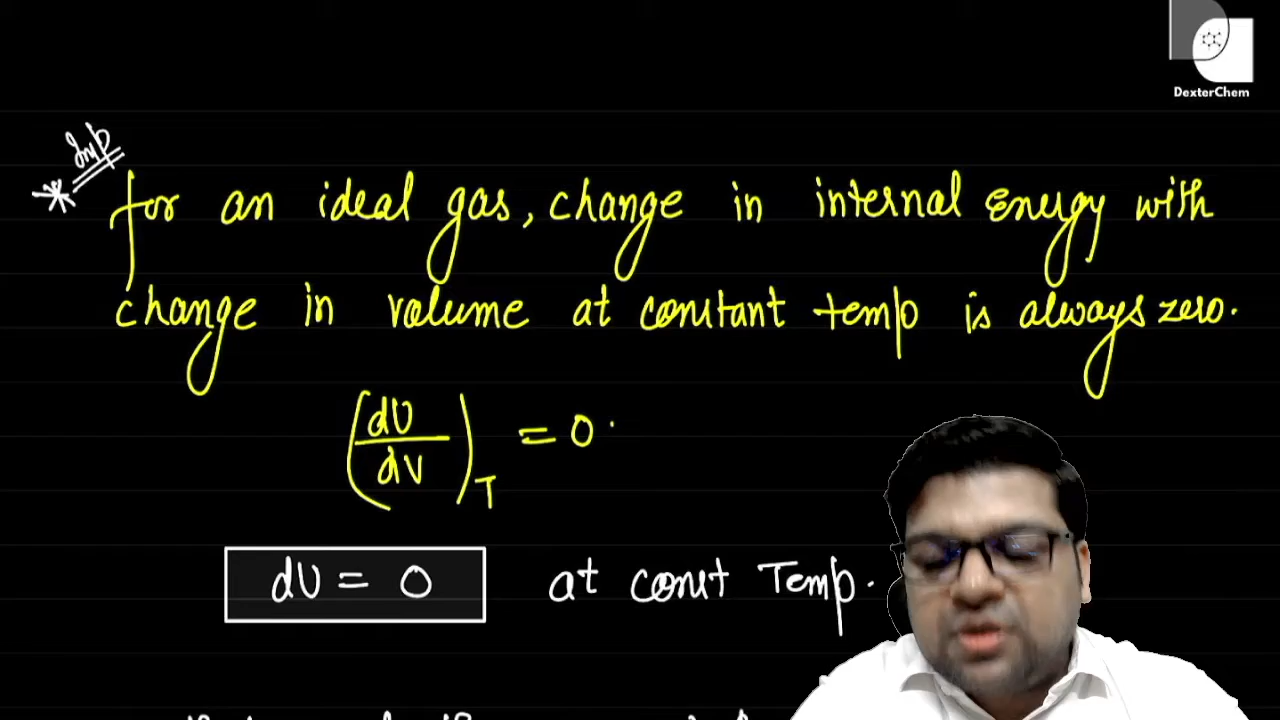 DexterChem
* Imp
for an ideal gas, change in internal energy with
change in volume at constant temp is always zero.
(dU/dV)T = 0.
dU = 0 at const Temp.